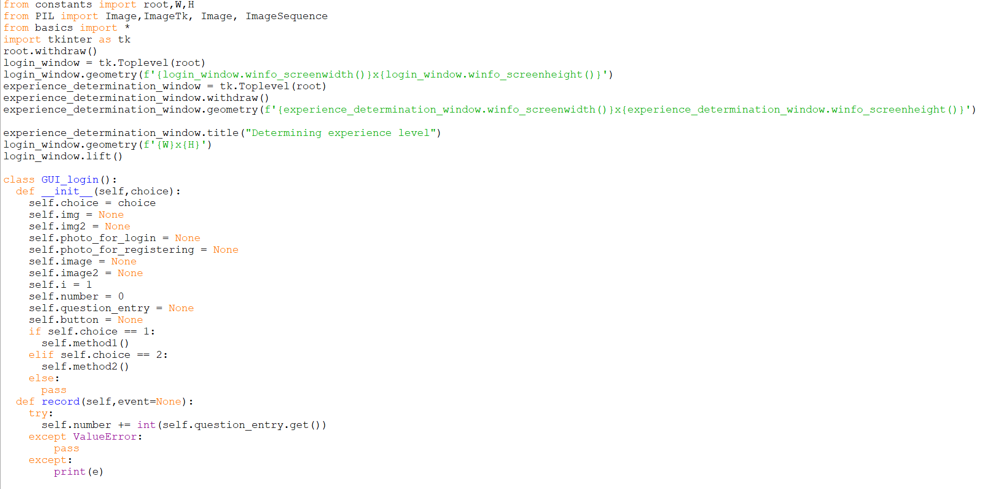 from constants import root,W,H
from PIL import Image,ImageTk, Image, ImageSequence
from basics import *
import tkinter as tk
root.withdraw()
login_window = tk.Toplevel(root)
login_window.geometry(f'{login_window.winfo_screenwidth()}x{login_window.winfo_screenheight()}')
experience_determination_window = tk.Toplevel(root)
experience_determination_window.withdraw()
experience_determination_window.geometry(f'{experience_determination_window.winfo_screenwidth()}x{experience_determination_window.winfo_screenheight()}')

experience_determination_window.title("Determining experience level")
login_window.geometry(f'{W}x{H}')
login_window.lift()

class GUI_login():
  def __init__(self,choice):
    self.choice = choice
    self.img = None
    self.img2 = None
    self.photo_for_login = None
    self.photo_for_registering = None
    self.image = None
    self.image2 = None
    self.i = 1
    self.number = 0
    self.question_entry = None
    self.button = None
    if self.choice == 1:
      self.method1()
    elif self.choice == 2:
      self.method2()
    else:
      pass
  def record(self,event=None):
    try:
      self.number += int(self.question_entry.get())
    except ValueError:
        pass
    except:
        print(e)